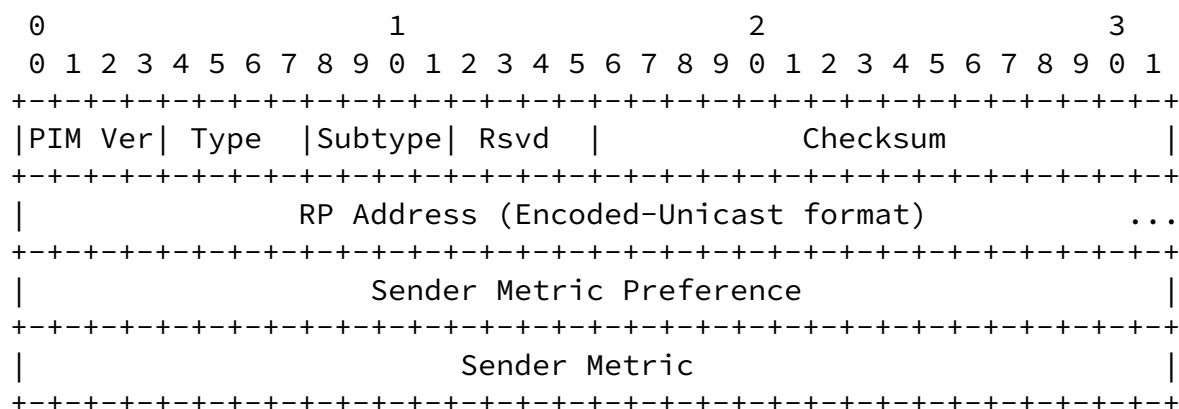 0                   1                   2                   3
 0 1 2 3 4 5 6 7 8 9 0 1 2 3 4 5 6 7 8 9 0 1 2 3 4 5 6 7 8 9 0 1
+-+-+-+-+-+-+-+-+-+-+-+-+-+-+-+-+-+-+-+-+-+-+-+-+-+-+-+-+-+-+-+-+
|PIM Ver| Type  |Subtype| Rsvd  |           Checksum            |
+-+-+-+-+-+-+-+-+-+-+-+-+-+-+-+-+-+-+-+-+-+-+-+-+-+-+-+-+-+-+-+-+
|               RP Address (Encoded-Unicast format)           ...
+-+-+-+-+-+-+-+-+-+-+-+-+-+-+-+-+-+-+-+-+-+-+-+-+-+-+-+-+-+-+-+-+
|                   Sender Metric Preference                    |
+-+-+-+-+-+-+-+-+-+-+-+-+-+-+-+-+-+-+-+-+-+-+-+-+-+-+-+-+-+-+-+-+
|                        Sender Metric                          |
+-+-+-+-+-+-+-+-+-+-+-+-+-+-+-+-+-+-+-+-+-+-+-+-+-+-+-+-+-+-+-+-+